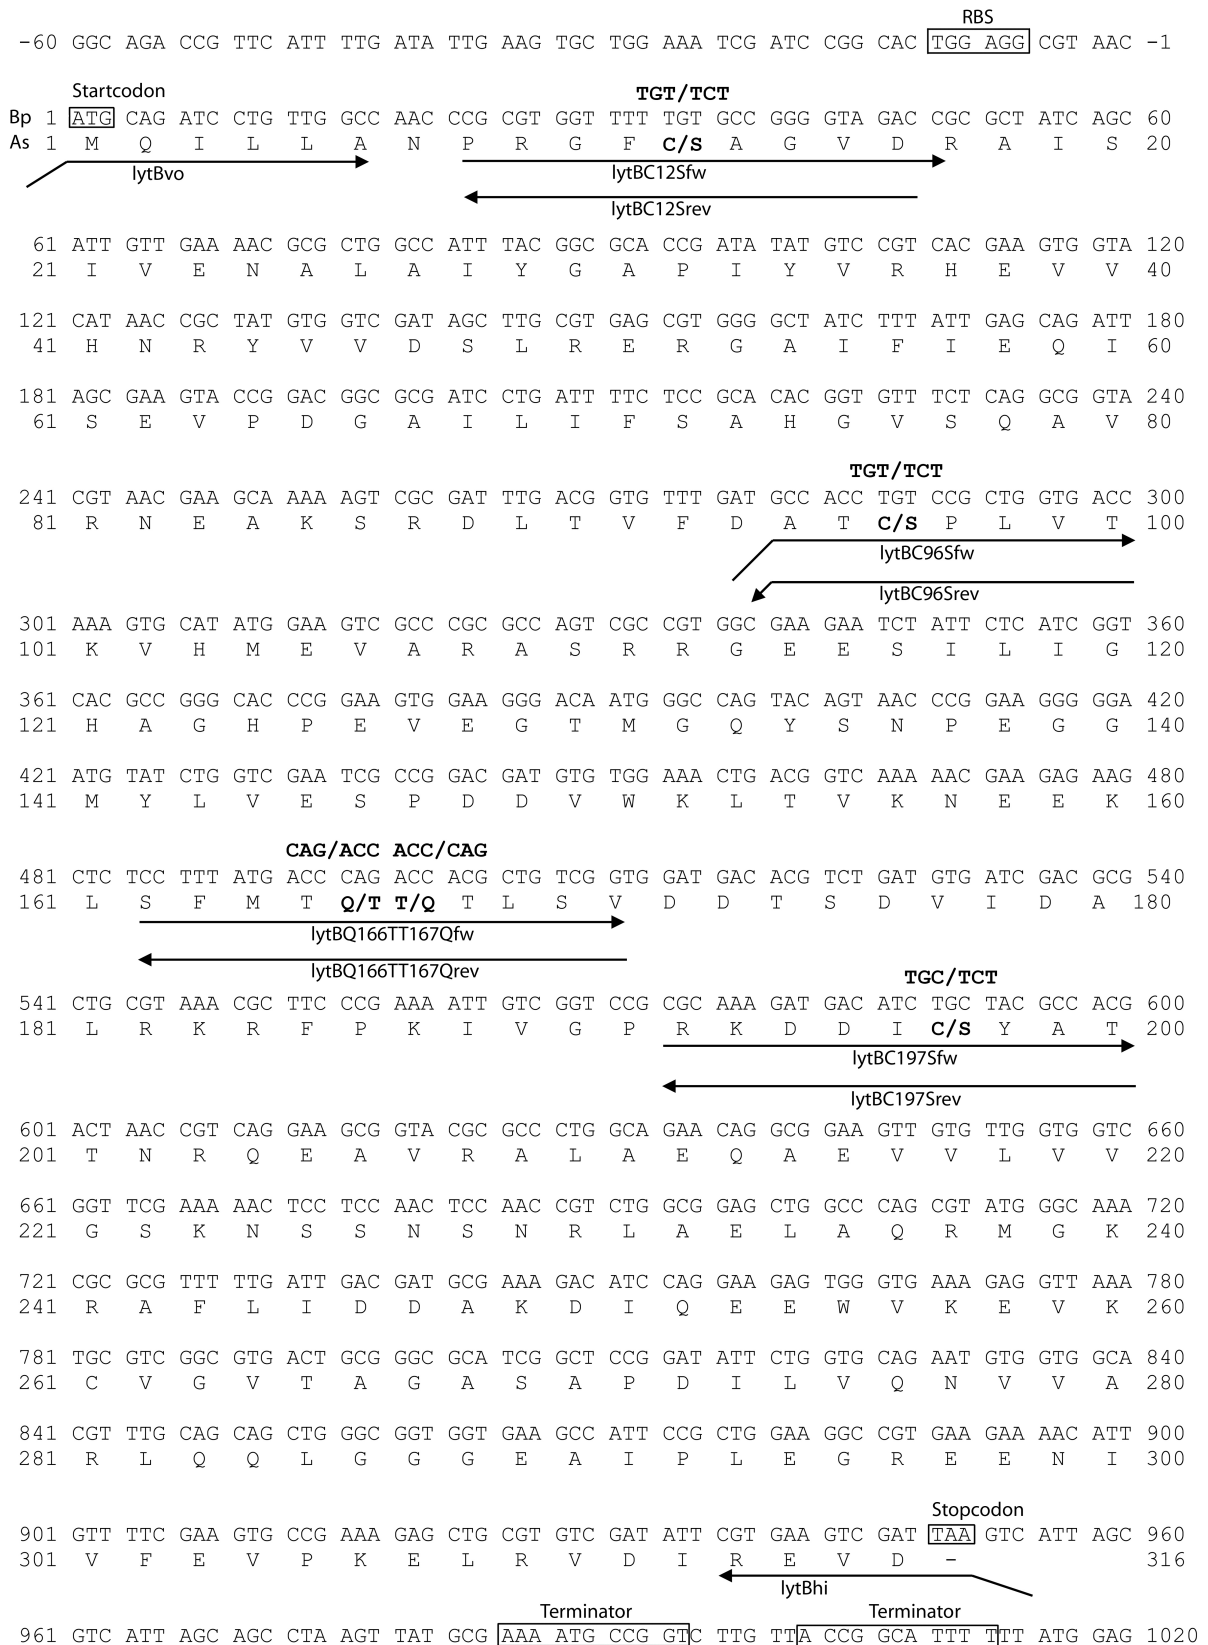 RBS
-60 GGC AGA CCG TTC ATT TTG ATA TTG AAG TGC TGG AAA TCG ATC CGG CAC TGG AGG CGT AAC -1
Startcodon
TGT/TCT
Bp 1 ATG CAG ATC CTG TTG GCC AAC CCG CGT GGT TTT TGT GCC GGG GTA GAC CGC GCT ATC AGC 60
As 1 M Q I L L A N P R G F C/S A G V D R A I S 20
lytBvo lytBC12Sfw
lytBC12Srev
61 ATT GTT GAA AAC GCG CTG GCC ATT TAC GGC GCA CCG ATA TAT GTC CGT CAC GAA GTG GTA 120
21 I V E N A L A I Y G A P I Y V R H E V V 40
121 CAT AAC CGC TAT GTG GTC GAT AGC TTG CGT GAG CGT GGG GCT ATC TTT ATT GAG CAG ATT 180
41 H N R Y V V D S L R E R G A I F I E Q I 60
181 AGC GAA GTA CCG GAC GGC GCG ATC CTG ATT TTC TCC GCA CAC GGT GTT TCT CAG GCG GTA 240
61 S E V P D G A I L I F S A H G V S Q A V 80
TGT/TCT
241 CGT AAC GAA GCA AAA AGT CGC GAT TTG ACG GTG TTT GAT GCC ACC TGT CCG CTG GTG ACC 300
81 R N E A K S R D L T V F D A T C/S P L V T 100
lytBC96Sfw
lytBC96Srev
301 AAA GTG CAT ATG GAA GTC GCC CGC GCC AGT CGC CGT GGC GAA GAA TCT ATT CTC ATC GGT 360
101 K V H M E V A R A S R R G E E S I L I G 120
361 CAC GCC GGG CAC CCG GAA GTG GAA GGG ACA ATG GGC CAG TAC AGT AAC CCG GAA GGG GGA 420
121 H A G H P E V E G T M G Q Y S N P E G G 140
421 ATG TAT CTG GTC GAA TCG CCG GAC GAT GTG TGG AAA CTG ACG GTC AAA AAC GAA GAG AAG 480
141 M Y L V E S P D D V W K L T V K N E E K 160
CAG/ACC ACC/CAG
481 CTC TCC TTT ATG ACC CAG ACC ACG CTG TCG GTG GAT GAC ACG TCT GAT GTG ATC GAC GCG 540
161 L S F M T Q/T T/Q T L S V D D T S D V I D A 180
lytBQ166TT167Qfw
lytBQ166TT167Qrev
TGC/TCT
541 CTG CGT AAA CGC TTC CCG AAA ATT GTC GGT CCG CGC AAA GAT GAC ATC TGC TAC GCC ACG 600
181 L R K R F P K I V G P R K D D I C/S Y A T 200
lytBC197Sfw
lytBC197Srev
601 ACT AAC CGT CAG GAA GCG GTA CGC GCC CTG GCA GAA CAG GCG GAA GTT GTG TTG GTG GTC 660
201 T N R Q E A V R A L A E Q A E V V L V V 220
661 GGT TCG AAA AAC TCC TCC AAC TCC AAC CGT CTG GCG GAG CTG GCC CAG CGT ATG GGC AAA 720
221 G S K N S S N S N R L A E L A Q R M G K 240
721 CGC GCG TTT TTG ATT GAC GAT GCG AAA GAC ATC CAG GAA GAG TGG GTG AAA GAG GTT AAA 780
241 R A F L I D D A K D I Q E E W V K E V K 260
781 TGC GTC GGC GTG ACT GCG GGC GCA TCG GCT CCG GAT ATT CTG GTG CAG AAT GTG GTG GCA 840
261 C V G V T A G A S A P D I L V Q N V V A 280
841 CGT TTG CAG CAG CTG GGC GGT GGT GAA GCC ATT CCG CTG GAA GGC CGT GAA GAA AAC ATT 900
281 R L Q Q L G G G E A I P L E G R E E N I 300
Stopcodon
901 GTT TTC GAA GTG CCG AAA GAG CTG CGT GTC GAT ATT CGT GAA GTC GAT TAA GTC ATT AGC 960
301 V F E V P K E L R V D I R E V D - 316
lytBhi
Terminator Terminator
961 GTC ATT AGC AGC CTA AGT TAT GCG AAA ATG CCG GTC TTG TTA CCG GCA TTT TTT ATG GAG 1020